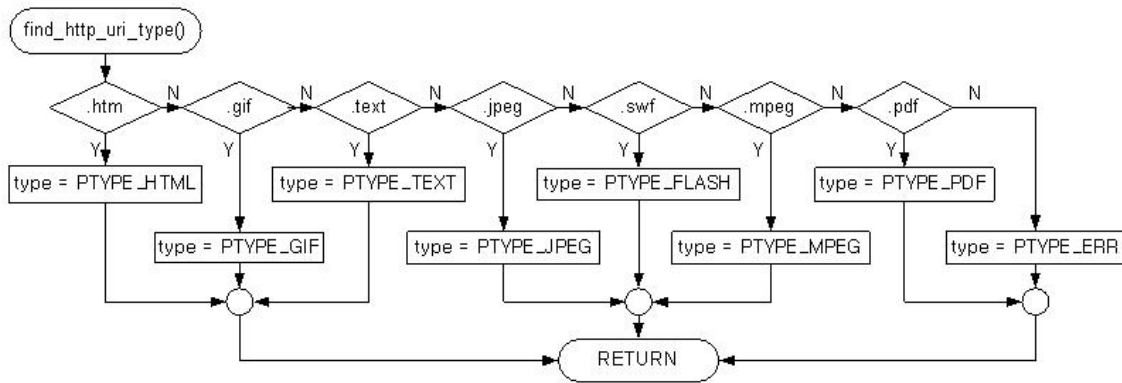 find_http_uri_type()
N N N N N N N
.htm .gif .text .jpeg .swf .mpeg .pdf
Y Y Y Y Y Y Y
type = PTYPE_HTML type = PTYPE_TEXT type = PTYPE_FLASH type = PTYPE_PDF
type = PTYPE_GIF type = PTYPE_JPEG type = PTYPE_MPEG type = PTYPE_ERR
RETURN